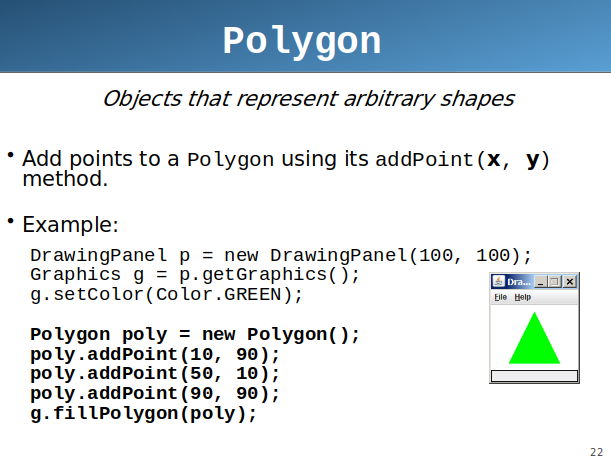 Polygon
Objects that represent arbitrary shapes
• Add points to a Polygon using its addPoint(x, y)
method.
• Example:
DrawingPanel p = new DrawingPanel(100, 100);
Graphics g = p.getGraphics();
g.setColor(Color.GREEN);
Polygon poly = new Polygon();
poly.addPoint(10, 90);
poly.addPoint(50, 10);
poly.addPoint(90, 90);
g.fillPolygon(poly);
Dra...
File Help
22